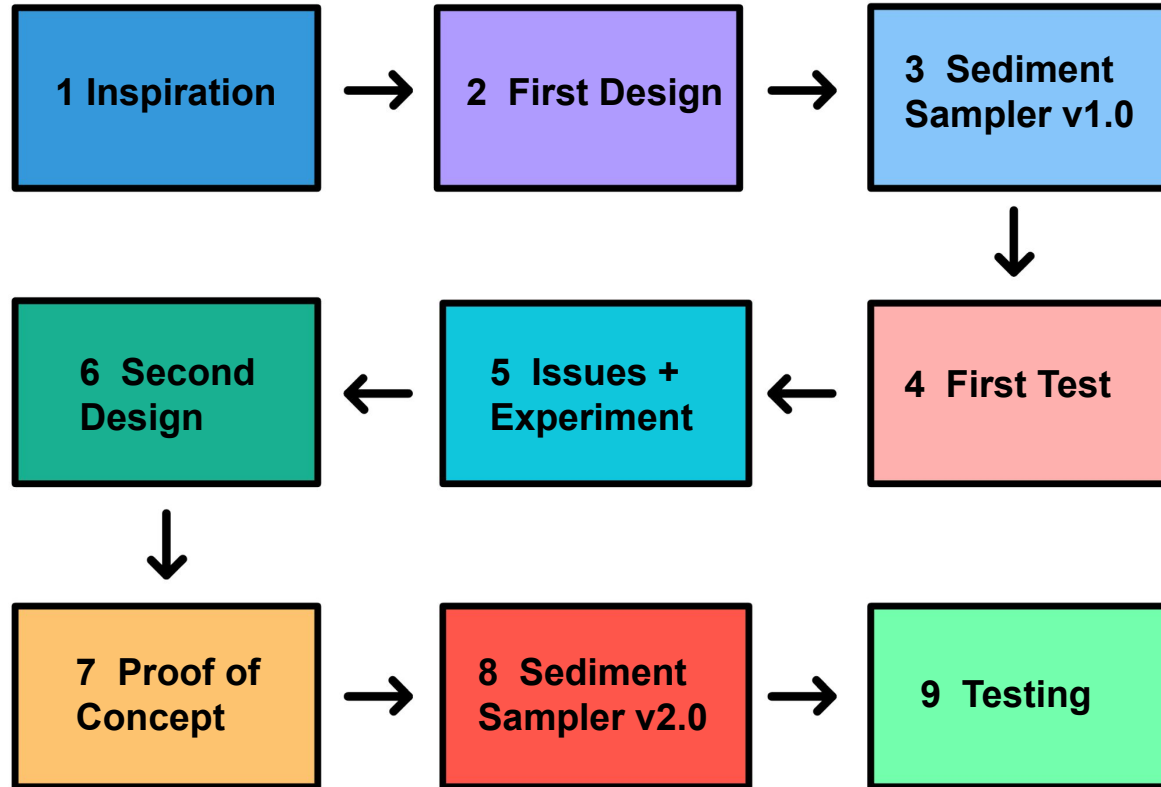 1 Inspiration
2 First Design
3 Sediment
Sampler v1.0
4 First Test
5 Issues +
Experiment
6 Second
Design
7 Proof of
Concept
8 Sediment
Sampler v2.0
9 Testing